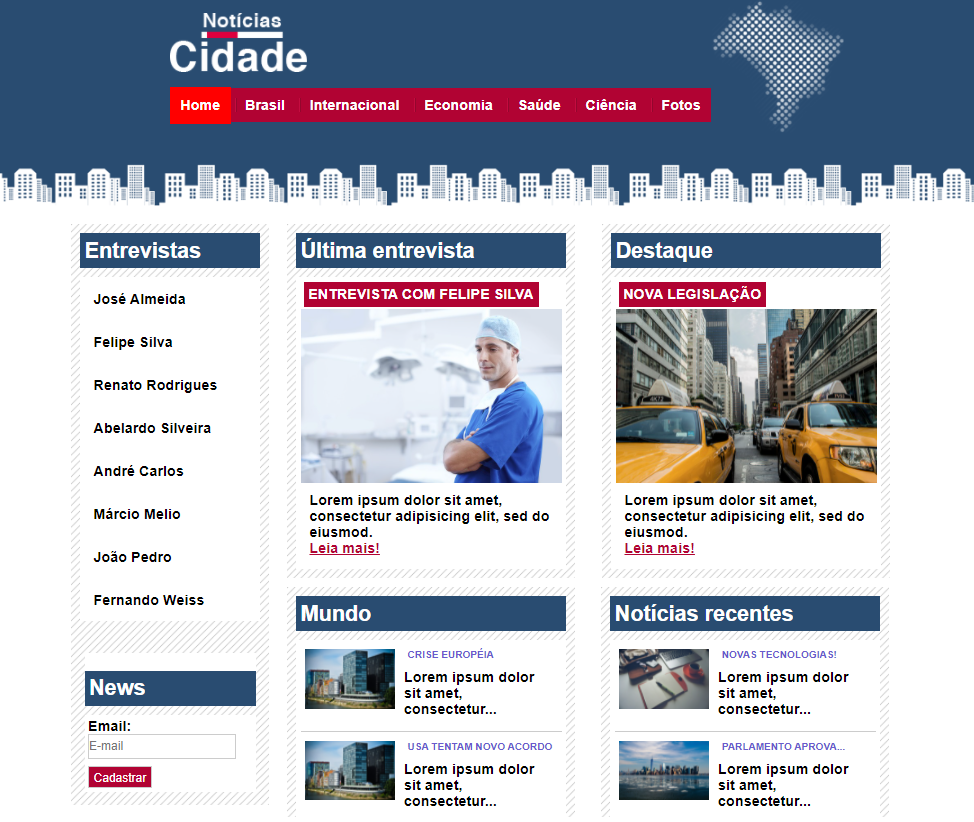 Notícias
Cidade
Home Brasil Internacional Economia Saúde Ciência Fotos
Entrevistas
José Almeida
Felipe Silva
Renato Rodrigues
Abelardo Silveira
André Carlos
Márcio Melio
João Pedro
Fernando Weiss
News
Email:
E-mail
Cadastrar
Última entrevista
ENTREVISTA COM FELIPE SILVA
Lorem ipsum dolor sit amet,
consectetur adipisicing elit, sed do
eiusmod.
Leia mais!
Destaque
NOVA LEGISLAÇÃO
Lorem ipsum dolor sit amet,
consectetur adipisicing elit, sed do
eiusmod.
Leia mais!
Mundo
CRISE EUROPÉIA
Lorem ipsum dolor
sit amet,
consectetur...
USA TENTAM NOVO ACORDO
Lorem ipsum dolor
sit amet,
consectetur...
Notícias recentes
NOVAS TECNOLOGIAS!
Lorem ipsum dolor
sit amet,
consectetur...
PARLAMENTO APROVA...
Lorem ipsum dolor
sit amet,
consectetur...